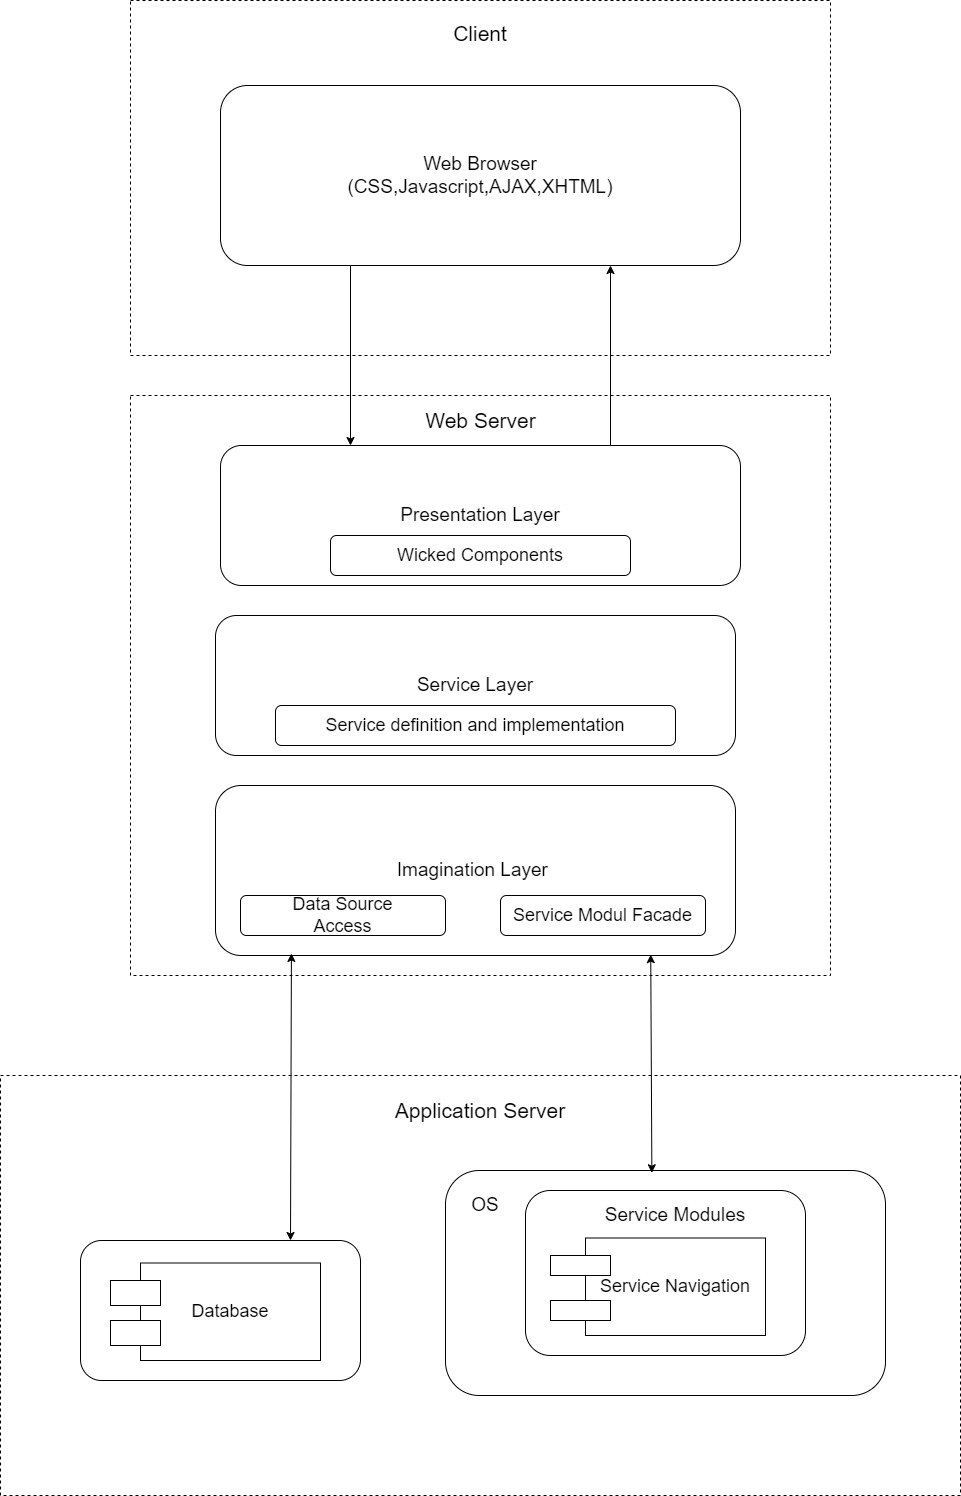 Client
Web Browser
(CSS,Javascript,AJAX,XHTML)
Web Server
Presentation Layer
Wicked Components
Service Layer
Service definition and implementation
Imagination Layer
Data Source
Access
Service Modul Facade
Application Server
OS
Service Modules
Service Navigation
Database